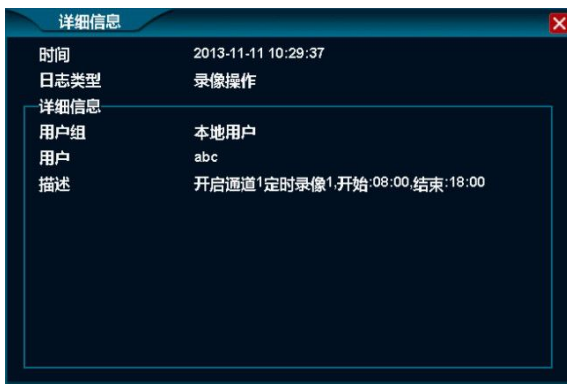 详细信息
时间 2013-11-11 10:29:37
日志类型 录像操作
详细信息
用户组 本地用户
用户 abc
描述 开启通道1定时录像1,开始:08:00,结束:18:00